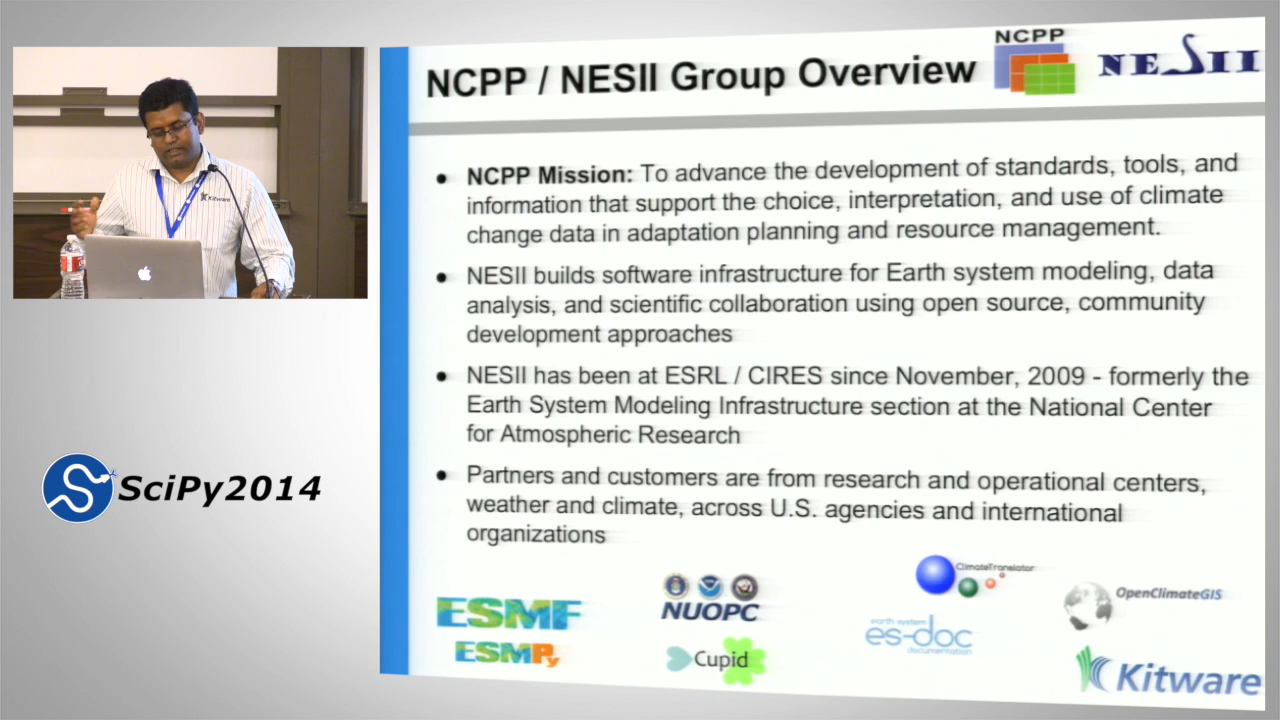 NCPP / NESII Group Overview
NCPP
NESII
Kitware
• NCPP Mission: To advance the development of standards, tools, and
information that support the choice, interpretation, and use of climate
change data in adaptation planning and resource management.
• NESII builds software infrastructure for Earth system modeling, data
analysis, and scientific collaboration using open source, community
development approaches
• NESII has been at ESRL / CIRES since November, 2009 - formerly the
Earth System Modeling Infrastructure section at the National Center
for Atmospheric Research
• Partners and customers are from research and operational centers,
weather and climate, across U.S. agencies and international
organizations
SciPy2014
ESMF
ESMPy
NUOPC
Cupid
ClimateTranslator
earth system
es-doc
documentation
OpenClimateGIS
Kitware